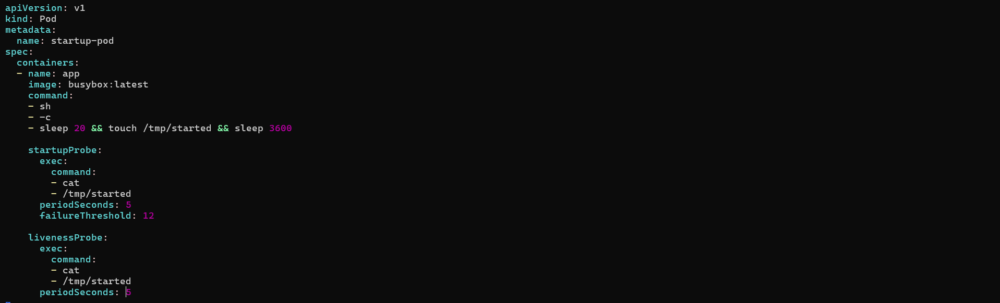 apiVersion: v1
kind: Pod
metadata:
  name: startup-pod
spec:
  containers:
  - name: app
    image: busybox:latest
    command:
    - sh
    - -c
    - sleep 20 && touch /tmp/started && sleep 3600

    startupProbe:
      exec:
        command:
        - cat
        - /tmp/started
      periodSeconds: 5
      failureThreshold: 12

    livenessProbe:
      exec:
        command:
        - cat
        - /tmp/started
      periodSeconds: 5
~